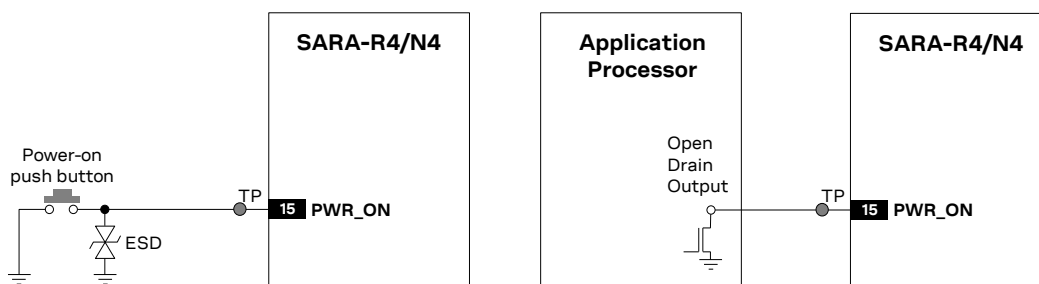 SARA-R4/N4
Power-on
push button
TP
15 PWR_ON
ESD
Application
Processor
Open
Drain
Output
SARA-R4/N4
TP
15 PWR_ON